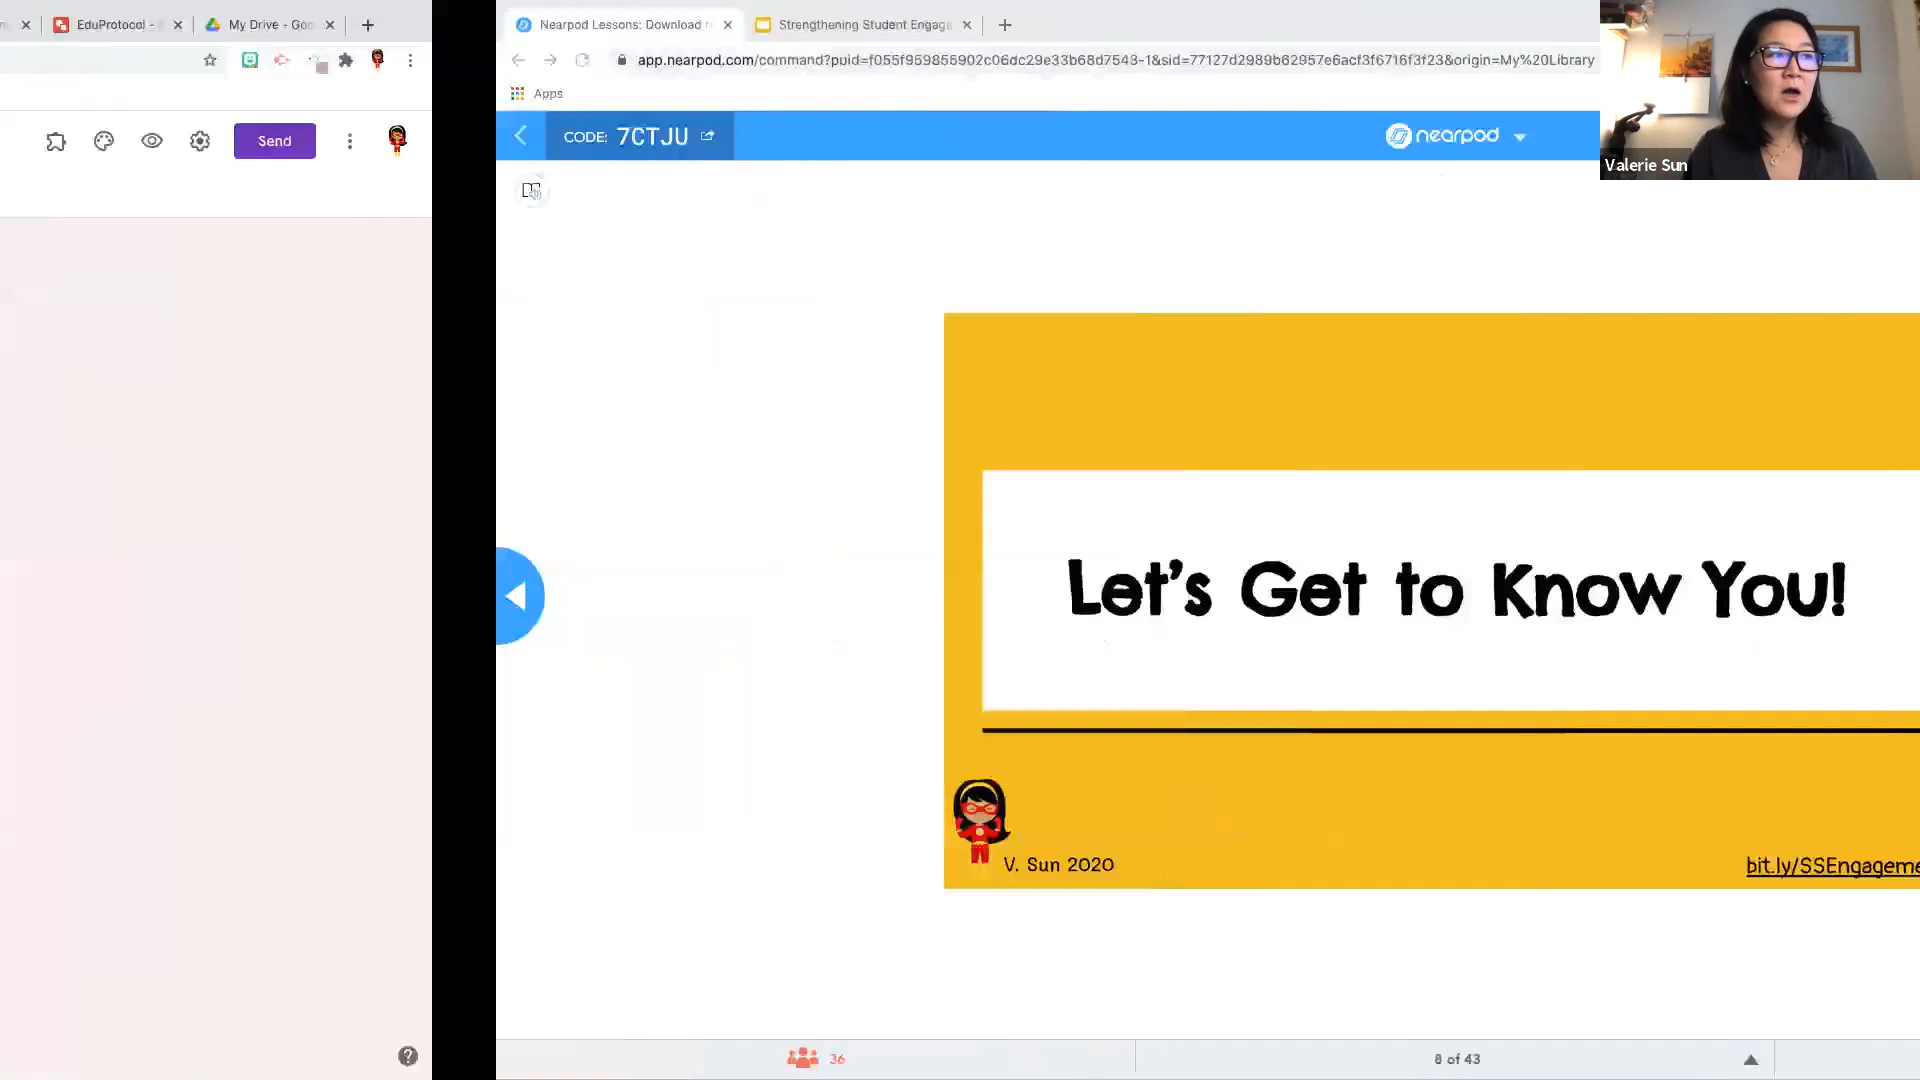 EduProtocol -
My Drive - Goo
Nearpod Lessons: Download
Strengthening Student Engage
app.nearpod.com/command?puid=f055f959855902c06dc29e33b68d7543-1&sid=77127d2989b62957e6acf3f6716f3f23&origin=My%20Library
Apps
Send
CODE: 7CTJU
nearpod
Valerie Sun
Let's Get to Know You!
V. Sun 2020
bit.ly/SSEngageme
36
8 of 43